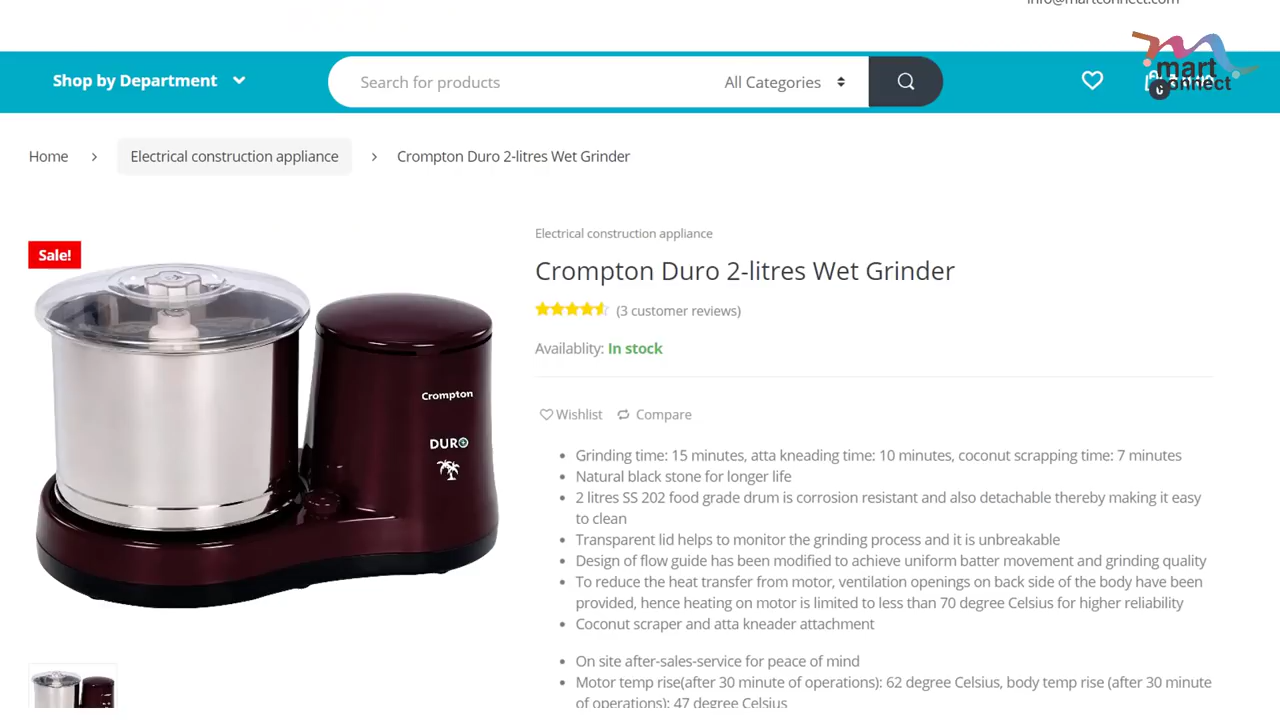 info@martconnect.com
Shop by Department
Search for products
All Categories
mart
connect
0
Home
Electrical construction appliance
Crompton Duro 2-litres Wet Grinder
Sale!
Electrical construction appliance
Crompton Duro 2-litres Wet Grinder
(3 customer reviews)
Availablity: In stock
Crompton
DURO
Wishlist
Compare
Grinding time: 15 minutes, atta kneading time: 10 minutes, coconut scrapping time: 7 minutes
Natural black stone for longer life
2 litres SS 202 food grade drum is corrosion resistant and also detachable thereby making it easy
to clean
Transparent lid helps to monitor the grinding process and it is unbreakable
Design of flow guide has been modified to achieve uniform batter movement and grinding quality
To reduce the heat transfer from motor, ventilation openings on back side of the body have been
provided, hence heating on motor is limited to less than 70 degree Celsius for higher reliability
Coconut scraper and atta kneader attachment
On site after-sales-service for peace of mind
Motor temp rise(after 30 minute of operations): 62 degree Celsius, body temp rise (after 30 minute
of operations): 47 degree Celsius